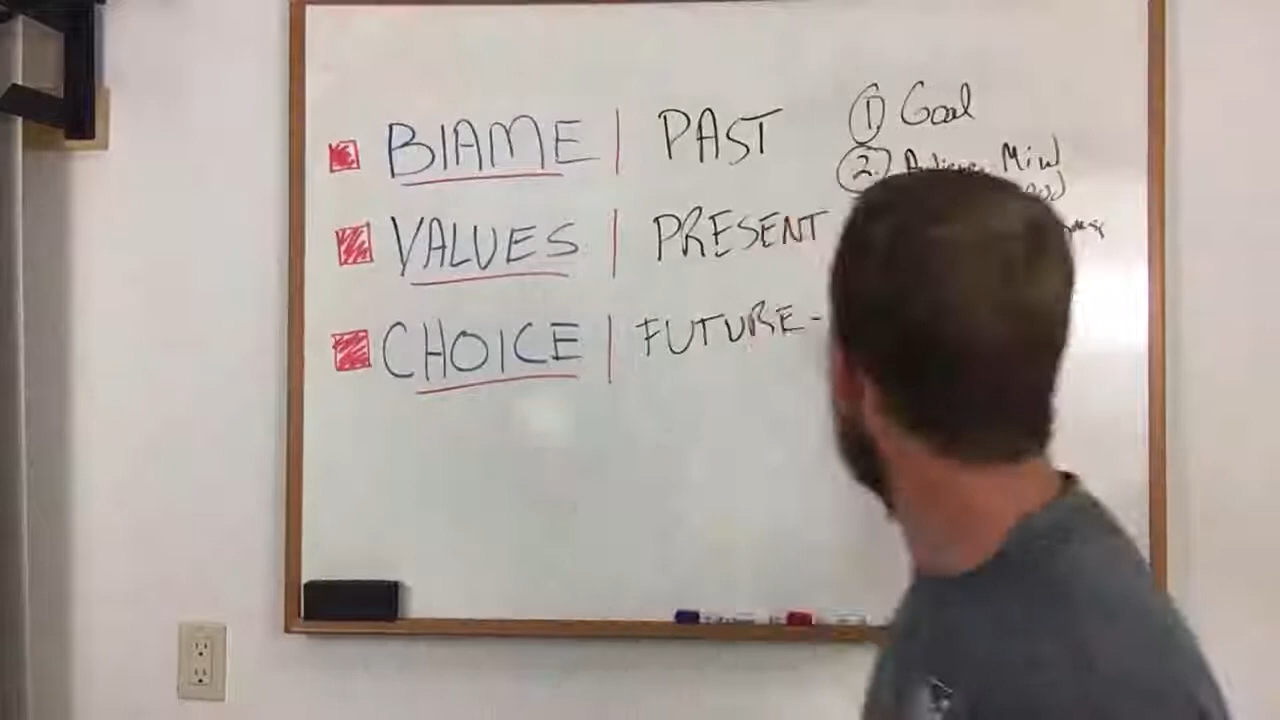 BlAME | PAST
VALUES | PRESENT
CHOICE | FUTURE -
1 Goal
2.